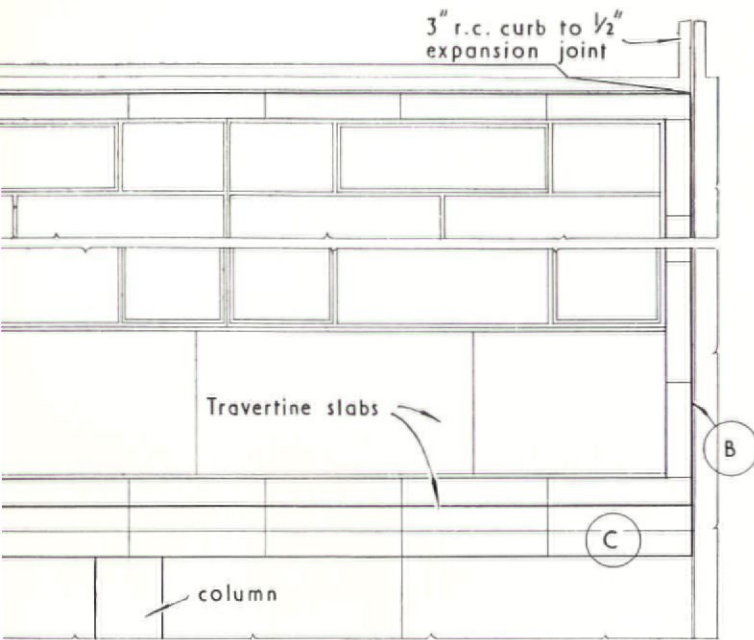 3" r.c. curb to ½"
expansion joint
Travertine slabs
B
C
column